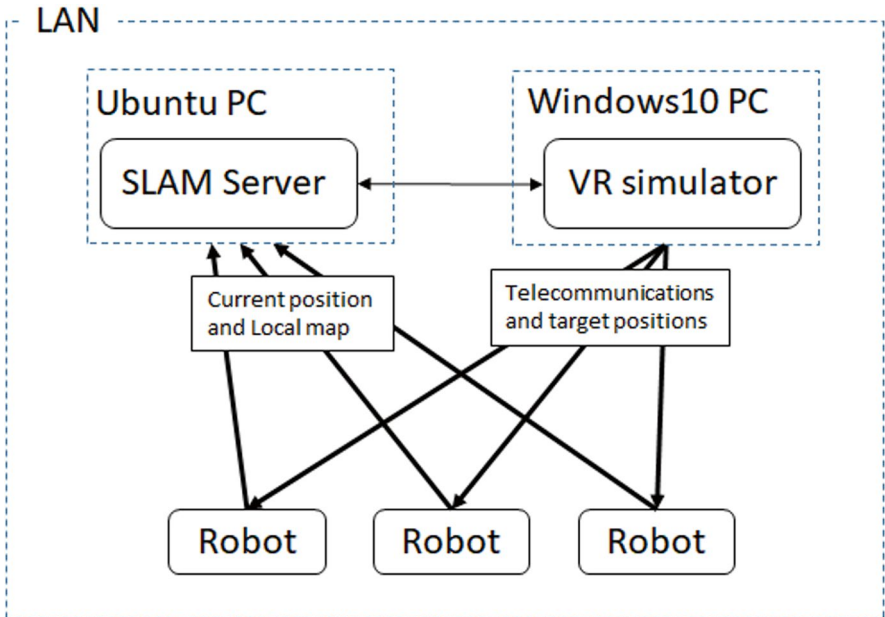 LAN
Ubuntu PC
Windows10 PC
SLAM Server
VR simulator
Current position
and Local map
Telecommunications
and target positions
Robot
Robot
Robot